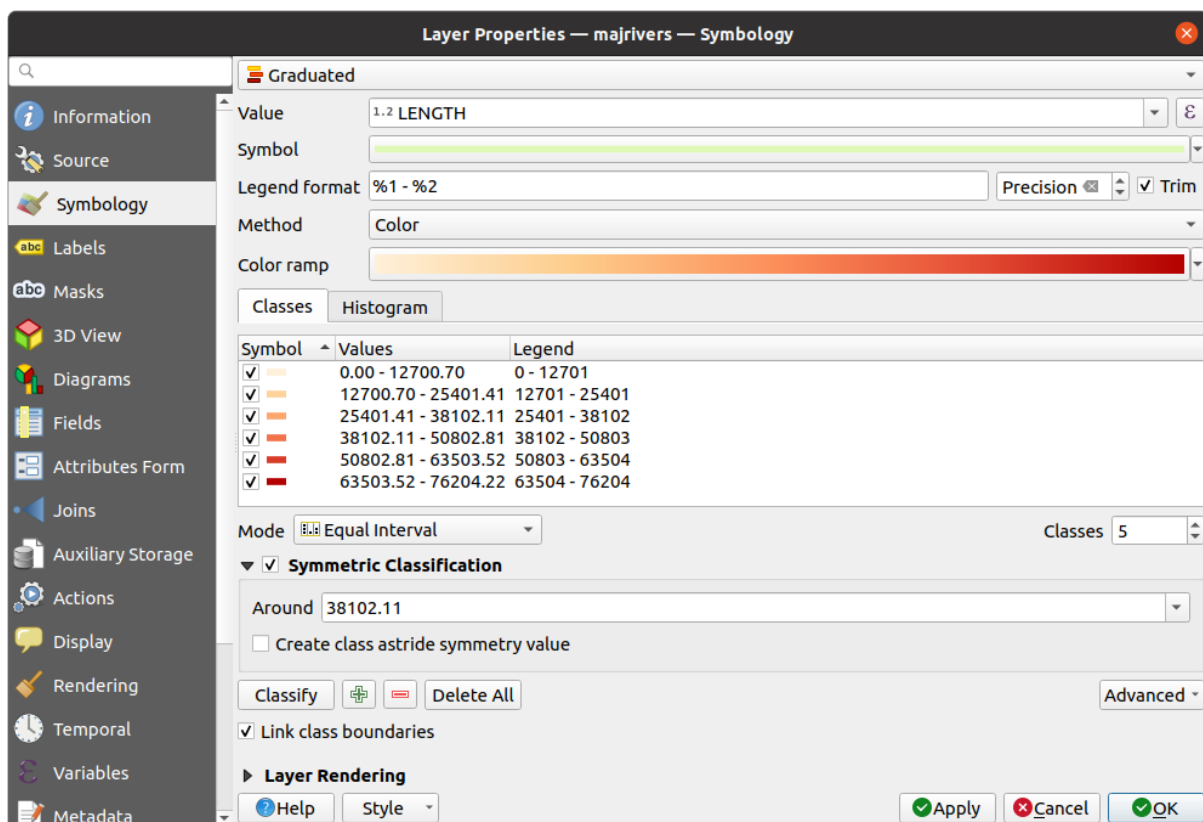 Layer Properties — majrivers — Symbology
Graduated
Information
Value 1.2 LENGTH ε
Source
Symbol
Symbology
Legend format %1 - %2 Precision Trim
Method Color
abc Labels
Color ramp
abc Masks
Classes Histogram
3D View
Symbol Values Legend
0.00 - 12700.70 0 - 12701
Diagrams
12700.70 - 25401.41 12701 - 25401
25401.41 - 38102.11 25401 - 38102
Fields
38102.11 - 50802.81 38102 - 50803
50802.81 - 63503.52 50803 - 63504
Attributes Form
63503.52 - 76204.22 63504 - 76204
Joins
Mode Equal Interval Classes 5
Auxiliary Storage
Symmetric Classification
Actions
Around 38102.11
Display
Create class astride symmetry value
Rendering
Classify Delete All Advanced
Temporal
Link class boundaries
ε Variables
Layer Rendering
Metadata
Help Style Apply Cancel OK